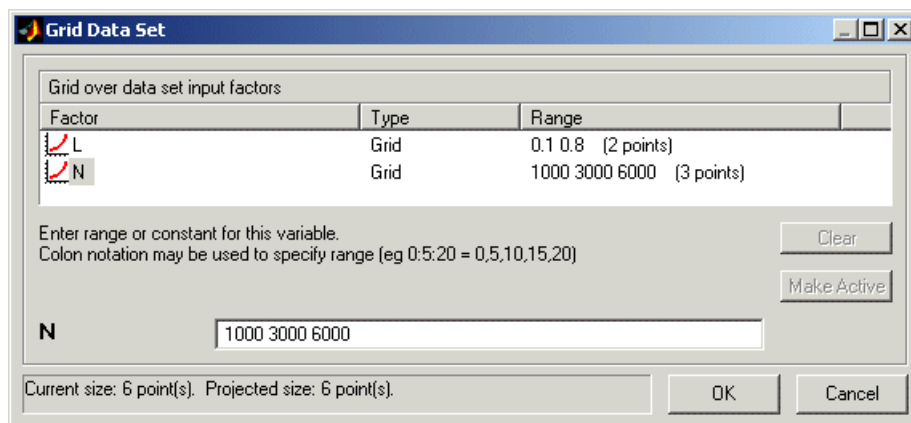 Grid Data Set
Grid over data set input factors
Factor Type Range
L Grid 0.1 0.8 (2 points)
N Grid 1000 3000 6000 (3 points)
Enter range or constant for this variable.
Colon notation may be used to specify range (eg 0:5:20 = 0,5,10,15,20)
Clear
Make Active
N 1000 3000 6000
Current size: 6 point(s). Projected size: 6 point(s). OK Cancel